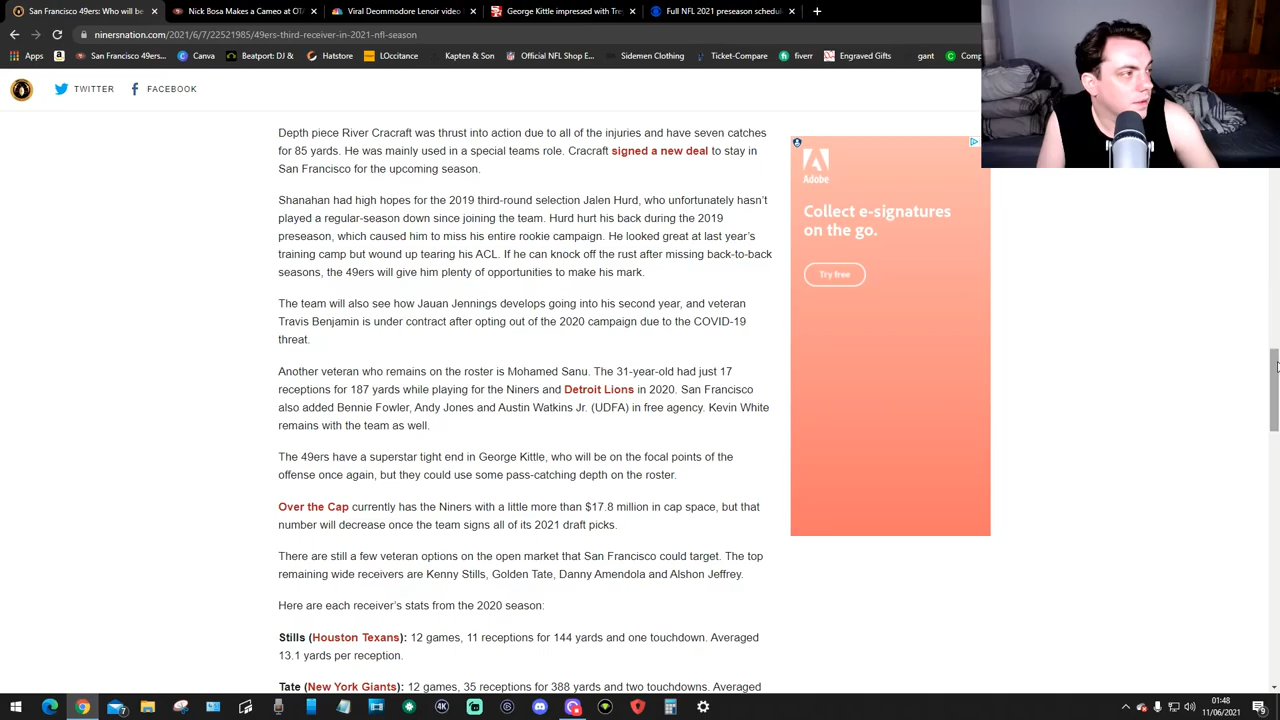 49ers: Who will be
Nick Bosa Makes a Cameo at OTA
Viral Deommodore Lenoir video
George Kittle impressed with Trey
Full NFL 2021 preseason schedul
ninersnation.com/2021/6/7/22521985/49ers-third-receiver-in-2021-nfl-season
Apps San Francisco 49ers... Canva Beatport: DJ & Hatstore LOccitance Kapten & Son Official NFL Shop E... Sidemen Clothing Ticket-Compare fiverr Engraved Gifts gant Comp
TWITTER FACEBOOK
Depth piece River Cracraft was thrust into action due to all of the injuries and have seven catches
for 85 yards. He was mainly used in a special teams role. Cracraft signed a new deal to stay in
San Francisco for the upcoming season.
Shanahan had high hopes for the 2019 third-round selection Jalen Hurd, who unfortunately hasn't
played a regular-season down since joining the team. Hurd hurt his back during the 2019
preseason, which caused him to miss his entire rookie campaign. He looked great at last year's
training camp but wound up tearing his ACL. If he can knock off the rust after missing back-to-back
seasons, the 49ers will give him plenty of opportunities to make his mark.
The team will also see how Jauan Jennings develops going into his second year, and veteran
Travis Benjamin is under contract after opting out of the 2020 campaign due to the COVID-19
threat.
Another veteran who remains on the roster is Mohamed Sanu. The 31-year-old had just 17
receptions for 187 yards while playing for the Niners and Detroit Lions in 2020. San Francisco
also added Bennie Fowler, Andy Jones and Austin Watkins Jr. (UDFA) in free agency. Kevin White
remains with the team as well.
The 49ers have a superstar tight end in George Kittle, who will be on the focal points of the
offense once again, but they could use some pass-catching depth on the roster.
Over the Cap currently has the Niners with a little more than $17.8 million in cap space, but that
number will decrease once the team signs all of its 2021 draft picks.
There are still a few veteran options on the open market that San Francisco could target. The top
remaining wide receivers are Kenny Stills, Golden Tate, Danny Amendola and Alshon Jeffrey.
Here are each receiver's stats from the 2020 season:
Stills (Houston Texans): 12 games, 11 receptions for 144 yards and one touchdown. Averaged
13.1 yards per reception.
Tate (New York Giants): 12 games, 35 receptions for 388 yards and two touchdowns. Averaged
Adobe
Collect e-signatures
on the go.
Try free
01:48
11/06/2021